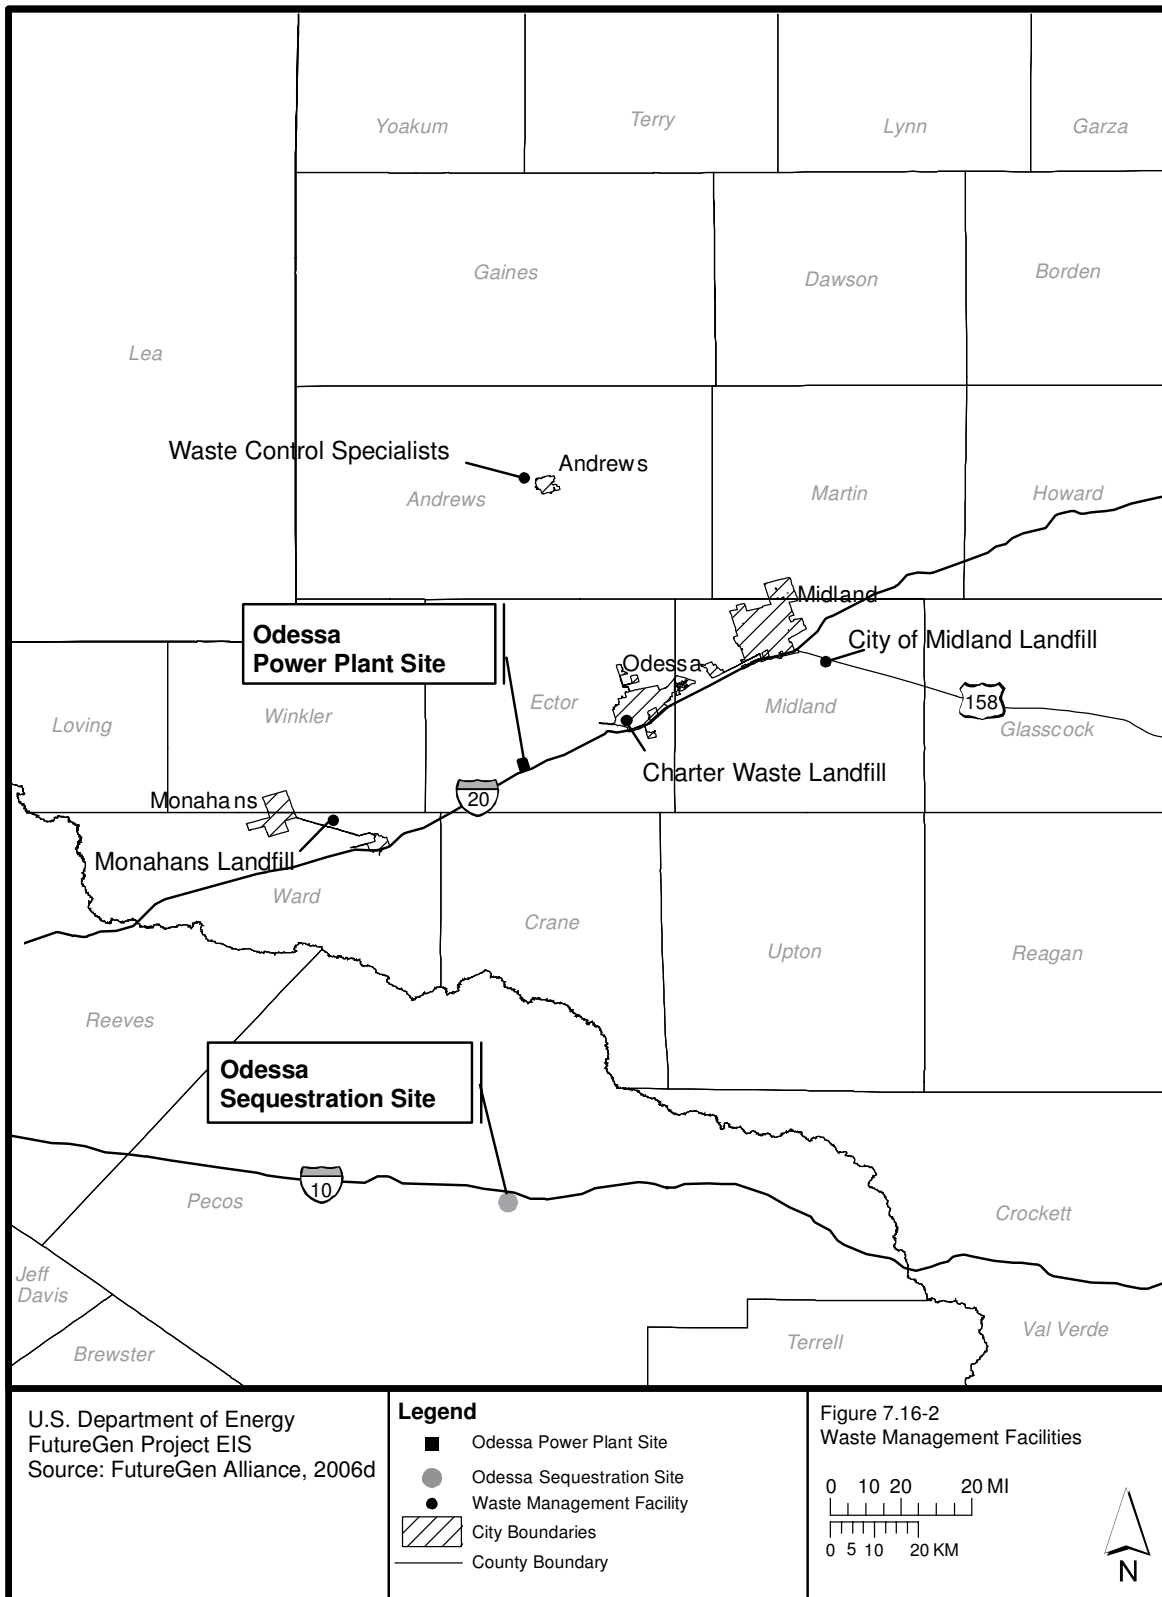 Yoakum
Terry
Lynn
Garza
Gaines
Dawson
Borden
Lea
Waste Control Specialists
Andrews
Andrews
Martin
Howard
Midland
Odessa
Power Plant Site
City of Midland Landfill
Odessa
Ector
Winkler
Loving
Midland
158
Glasscock
Charter Waste Landfill
20
Monahans
Monahans Landfill
Ward
Crane
Upton
Reagan
Reeves
Odessa
Sequestration Site
10
Pecos
Crockett
Jeff
Davis
Brewster
Terrell
Val Verde
U.S. Department of Energy
FutureGen Project EIS
Source: FutureGen Alliance, 2006d
Legend
Odessa Power Plant Site
Odessa Sequestration Site
Waste Management Facility
City Boundaries
County Boundary
Figure 7.16-2
Waste Management Facilities
0 10 20 20 MI
0 5 10 20 KM
N